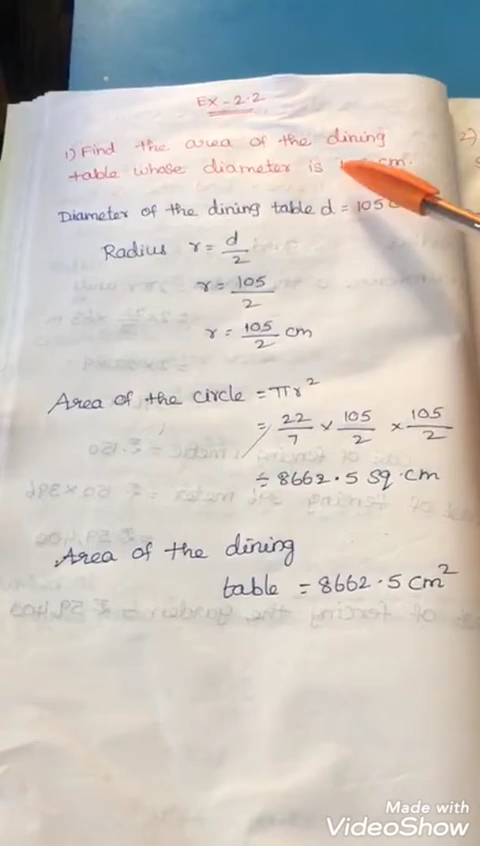 EX - 2.2
1) Find the area of the dining
table whose diameter is cm.
2)
Diameter of the dining table d = 105
Radius r = d/2
r = 105/2
r = 105/2 cm
Area of the circle = πr²
= 22/7 × 105/2 × 105/2
= 8662.5 sq.cm
Area of the dining
table = 8662.5 cm²
Made with
VideoShow